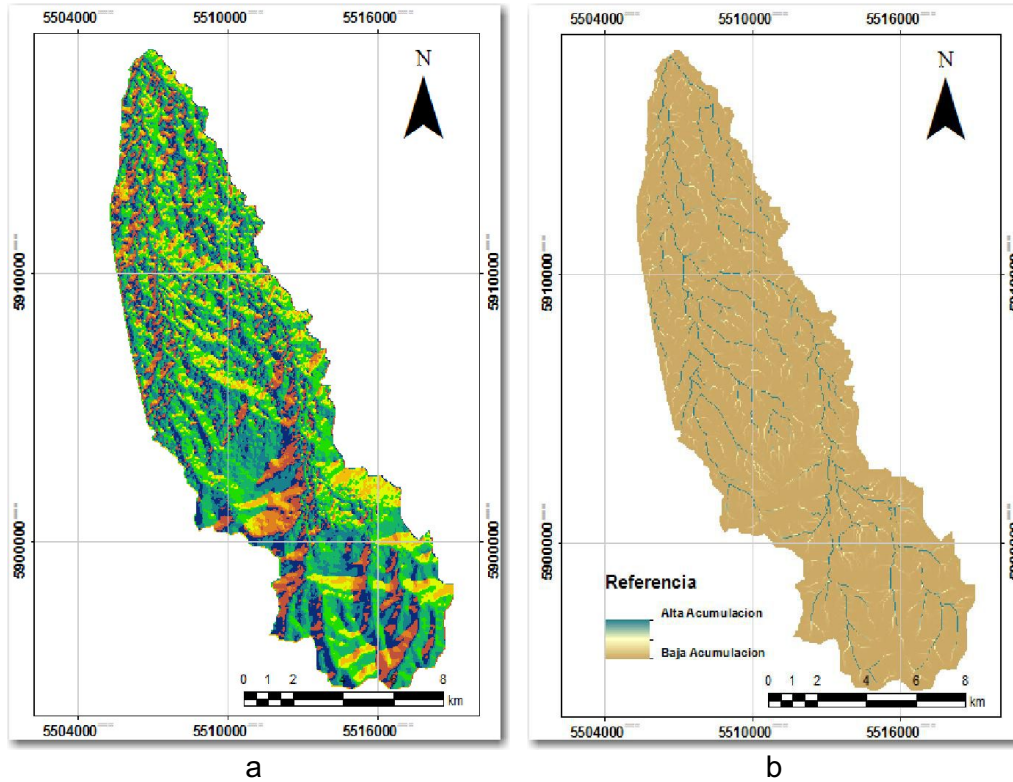 5504000 5510000 5516000
N
5910000 5910000
5900000 5900000
0 1 2 4 6 8
km
5504000 5510000 5516000
a
5504000 5510000 5516000
N
5910000
5900000
Referencia
Alta Acumulacion
Baja Acumulacion
0 1 2 4 6 8
km
5504000 5510000 5516000
b